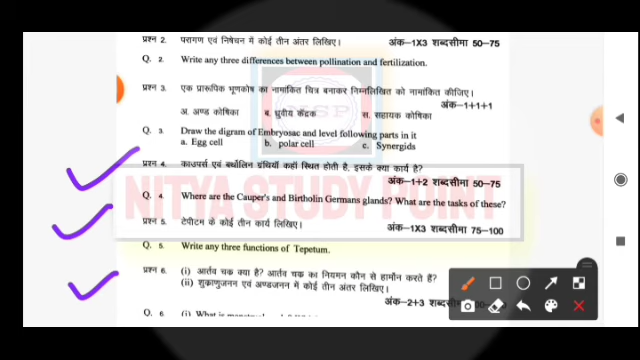 प्रश्न 2. परागण एवं निषेचन में कोई तीन अंतर लिखिए। अंक–1X3 शब्दसीमा 50–75
Q. 2. Write any three differences between pollination and fertilization.
प्रश्न 3. एक प्रारूपिक भूणकोष का नामांकित चित्र बनाकर निम्नलिखित को नामांकित कीजिए।
अंक–1+1+1
अ. अण्ड कोषिका ब. ध्रुवीय केंद्रक स. सहायक कोषिका
Q. 3. Draw the digram of Embryosac and level following parts in it
a. Egg cell b. polar cell c. Synergids
प्रश्न 4. काउपर्स एवं बर्थोलिन ग्रंथियाँ कहाँ स्थित होती है, इसके क्या कार्य है?
अंक–1+2 शब्दसीमा 50–75
Q. 4. Where are the Cauper's and Birtholin Germans glands? What are the tasks of these?
NITYA STUDY POINT
प्रश्न 5. टेपीटम के कोई तीन कार्य लिखिए। अंक–1X3 शब्दसीमा 75–100
Q. 5. Write any three functions of Tepetum.
प्रश्न 6. (i) आर्तव चक्र क्या है? आर्तव चक्र का नियमन कौन से हार्मोन करते हैं?
(ii) शुक्राणुजनन एवं अण्डजनन में कोई तीन अंतर लिखिए।
अंक–2+3 शब्दसीमा
Q. 6. (i) What is